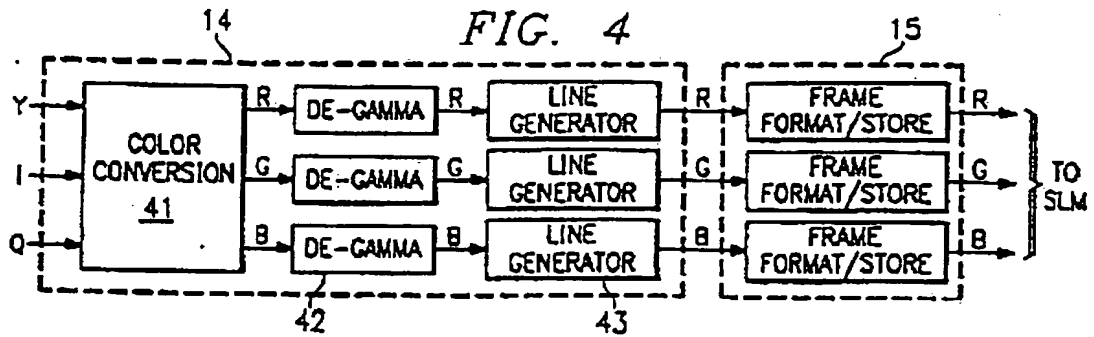 FIG. 4
14
15
Y
I
Q
COLOR
CONVERSION
41
R
G
B
DE-GAMMA
DE-GAMMA
DE-GAMMA
R
G
B
LINE
GENERATOR
LINE
GENERATOR
LINE
GENERATOR
R
G
B
FRAME
FORMAT/STORE
FRAME
FORMAT/STORE
FRAME
FORMAT/STORE
R
G
B
TO
SLM
42
43